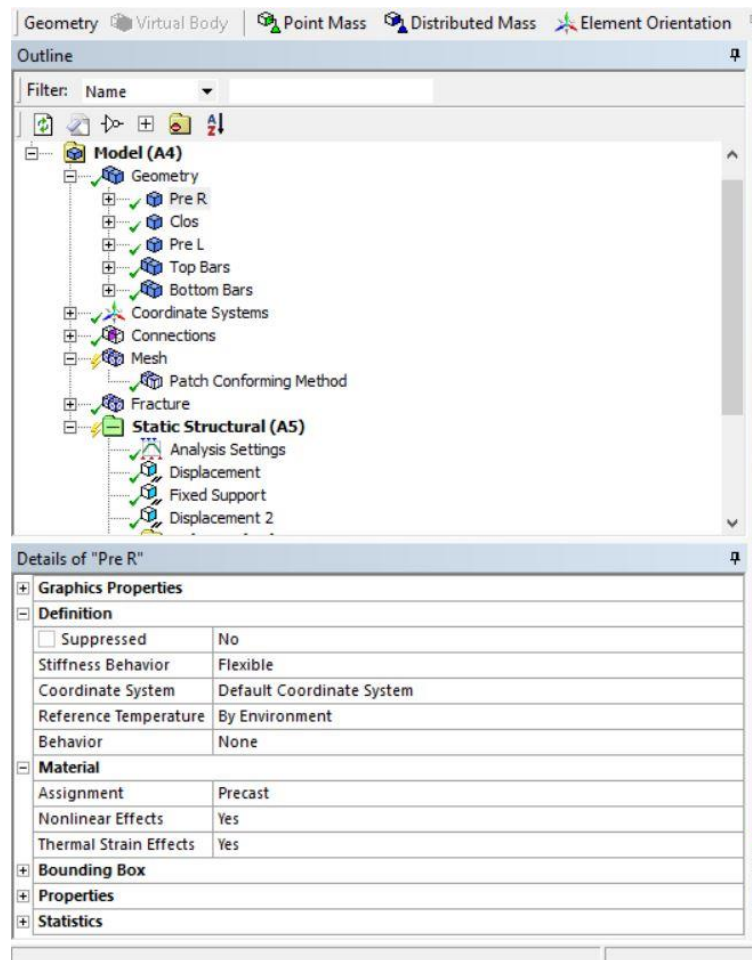 Geometry Virtual Body Point Mass Distributed Mass Element Orientation
Outline
Filter: Name
Model (A4)
Geometry
Pre R
Clos
Pre L
Top Bars
Bottom Bars
Coordinate Systems
Connections
Mesh
Patch Conforming Method
Fracture
Static Structural (A5)
Analysis Settings
Displacement
Fixed Support
Displacement 2
Details of "Pre R"
Graphics Properties
Definition
Suppressed No
Stiffness Behavior Flexible
Coordinate System Default Coordinate System
Reference Temperature By Environment
Behavior None
Material
Assignment Precast
Nonlinear Effects Yes
Thermal Strain Effects Yes
Bounding Box
Properties
Statistics